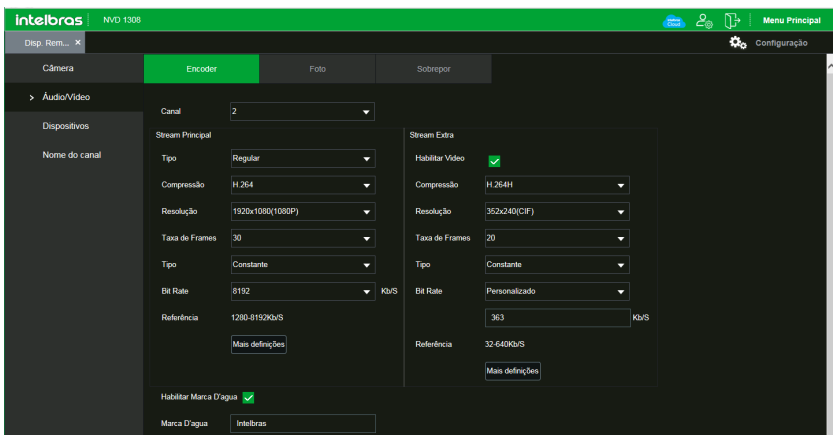 intelbras NVD 1308 intelbras Cloud Menu Principal
Disp. Rem... × Configuração
Câmera Encoder Foto Sobrepor
> Áudio/Vídeo
Dispositivos
Nome do canal
Canal 2
Stream Principal
Tipo Regular
Compressão H.264
Resolução 1920x1080(1080P)
Taxa de Frames 30
Tipo Constante
Bit Rate 8192 Kb/S
Referência 1280-8192Kb/S
Mais definições
Stream Extra
Habilitar Vídeo
Compressão H.264H
Resolução 352x240(CIF)
Taxa de Frames 20
Tipo Constante
Bit Rate Personalizado
363 Kb/S
Referência 32-640Kb/S
Mais definições
Habilitar Marca D'agua
Marca D'agua Intelbras